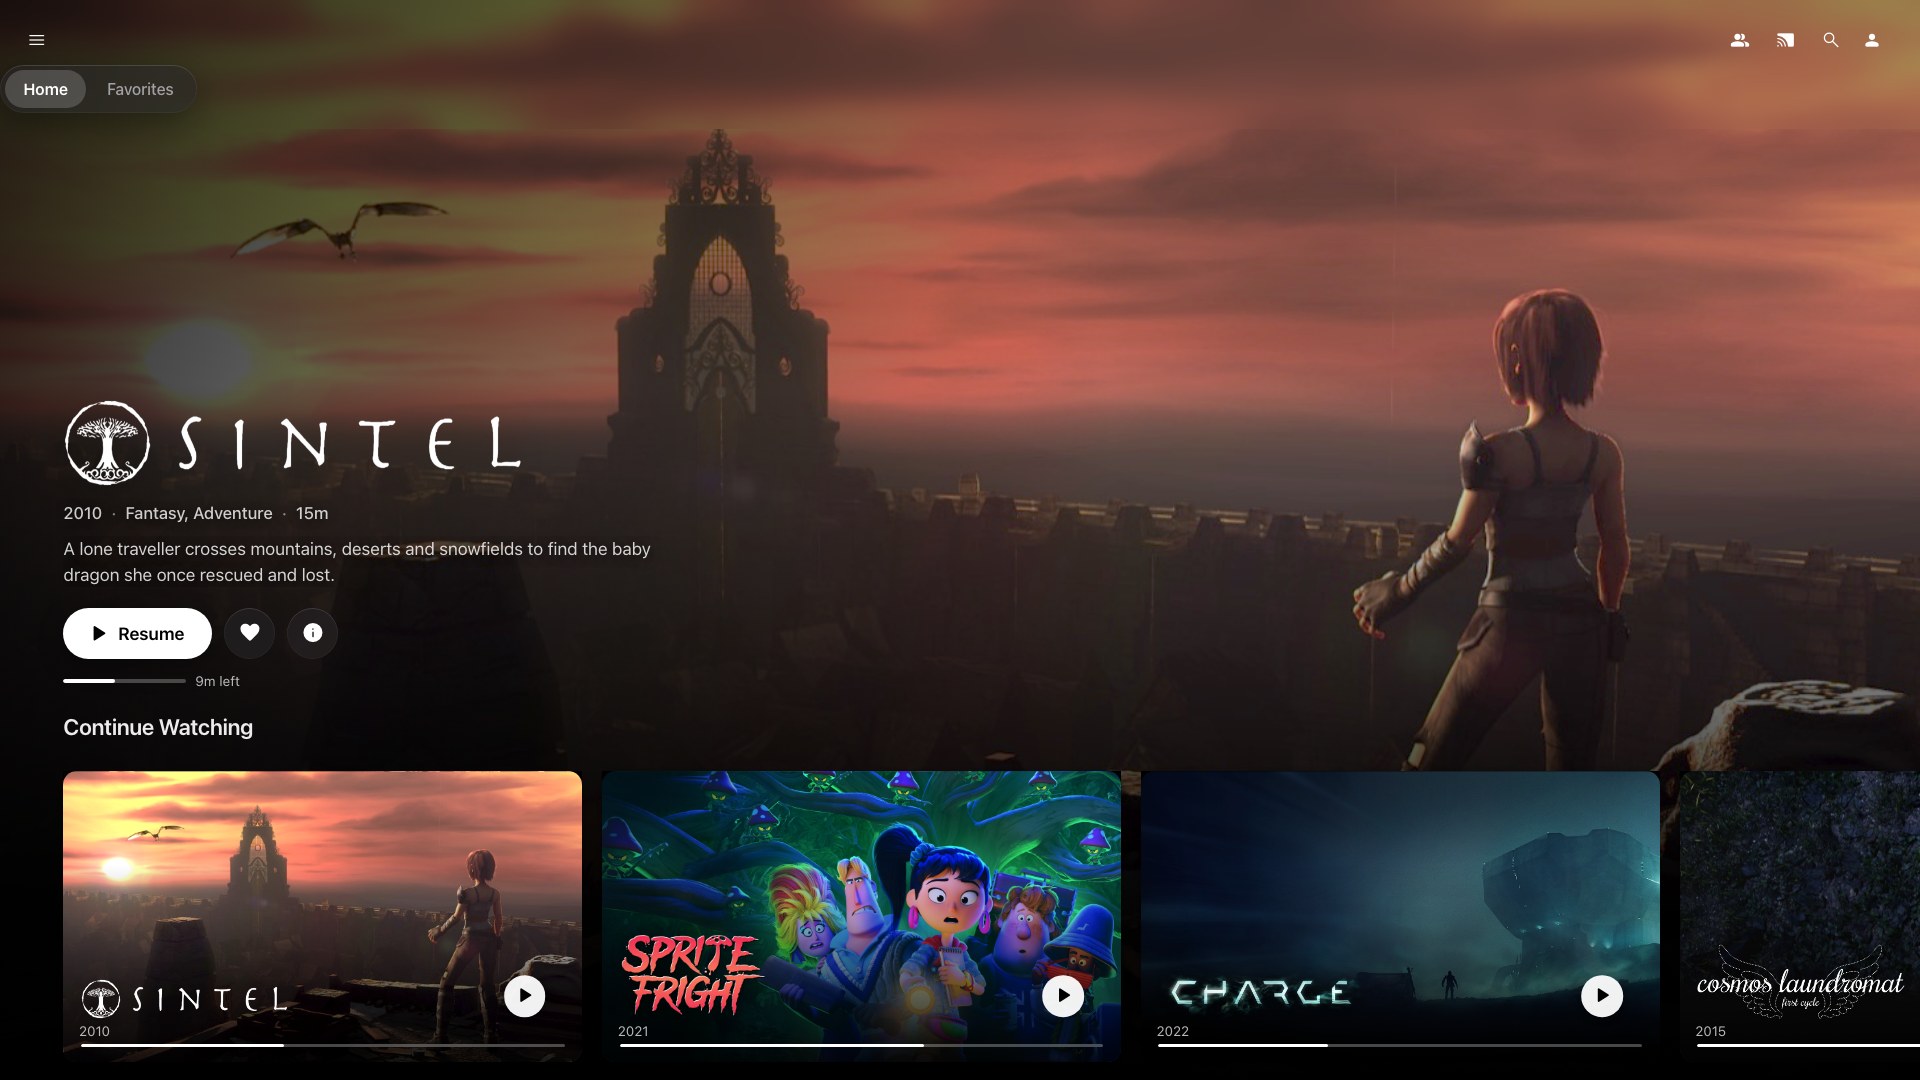 Home
Favorites
SINTEL
2010 · Fantasy, Adventure · 15m
A lone traveller crosses mountains, deserts and snowfields to find the baby
dragon she once rescued and lost.
Resume
9m left
Continue Watching
SINTEL
2010
SPRITE
FRIGHT
2021
CHARGE
2022
cosmos laundromat
first cycle
2015